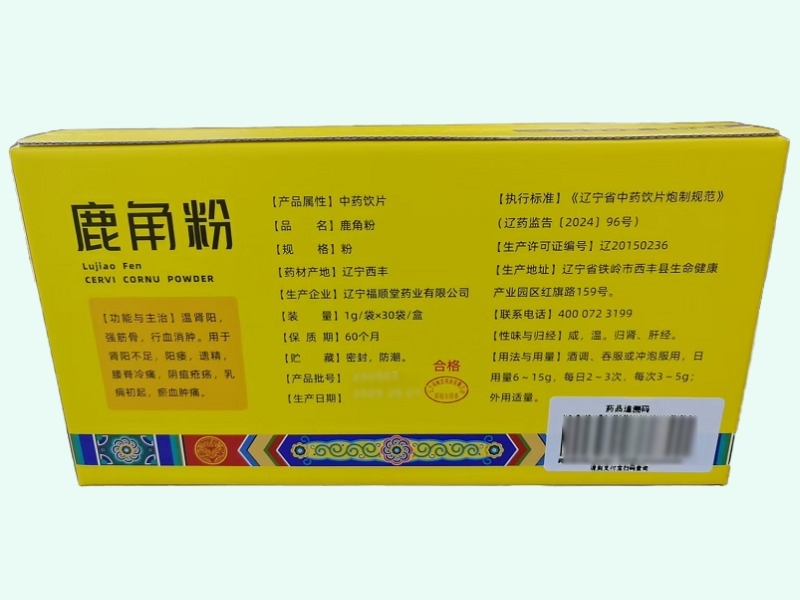 鹿角粉
Lujiao Fen
CERVI CORNU POWDER
【功能与主治】温肾阳，
强筋骨，行血消肿。用于
肾阳不足，阳痿，遗精，
腰脊冷痛，阴疽疮疡，乳
痈初起，瘀血肿痛。
【产品属性】中药饮片
【品 名】鹿角粉
【规 格】粉
【药材产地】辽宁西丰
【生产企业】辽宁福顺堂药业有限公司
【装 量】1g/袋×30袋/盒
【保 质 期】60个月
【贮 藏】密封，防潮。
【产品批号】
【生产日期】
合格
【执行标准】《辽宁省中药饮片炮制规范》
（辽药监告〔2024〕96号）
【生产许可证编号】辽20150236
【生产地址】辽宁省铁岭市西丰县生命健康
产业园区红旗路159号。
【联系电话】400 072 3199
【性味与归经】咸，温。归肾、肝经。
【用法与用量】酒调、吞服或冲泡服用，日
用量6~15g，每日2~3次，每次3~5g；
外用适量。
药品追溯码